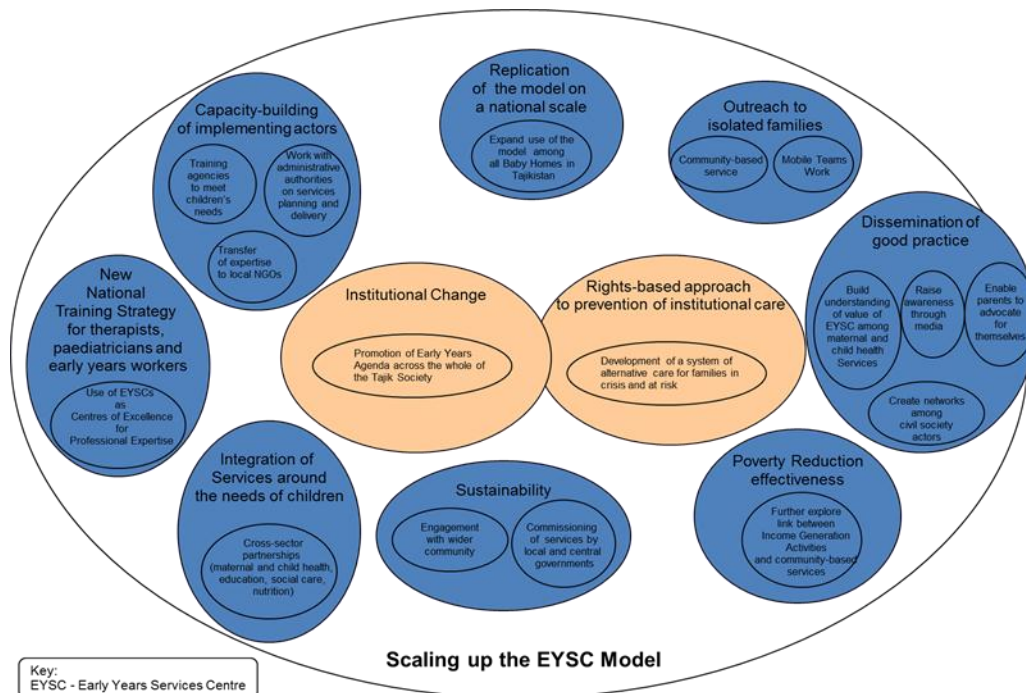 Replication
of the model on
a national scale
Expand use of the
model among
all Baby Homes in
Tajikistan
Capacity-building
of implementing actors
Training
agencies
to meet
children's
needs
Work with
administrative
authorities
on services
planning and
delivery
Transfer
of expertise
to local NGOs
Outreach to
isolated families
Community-based
service
Mobile Teams
Work
Dissemination of
good practice
Build
understanding
of value of
EYSC among
maternal and
child health
Services
Raise
awareness
through
media
Enable
parents to
advocate
for
themselves
Create networks
among
civil society
actors
New
National
Training Strategy
for therapists,
paediatricians and
early years workers
Use of EYSCs
as
Centres of Excellence
for
Professional Expertise
Institutional Change
Promotion of Early Years
Agenda across the whole of
the Tajik Society
Rights-based approach
to prevention of institutional care
Development of a system of
alternative care for families in
crisis and at risk
Integration of
Services around
the needs of children
Cross-sector
partnerships
(maternal and child health,
education, social care,
nutrition)
Sustainability
Engagement
with wider
community
Commissioning
of services by
local and central
governments
Poverty Reduction
effectiveness
Further explore
link between
Income Generation
Activities
and community-based
services
Scaling up the EYSC Model
Key:
EYSC - Early Years Services Centre